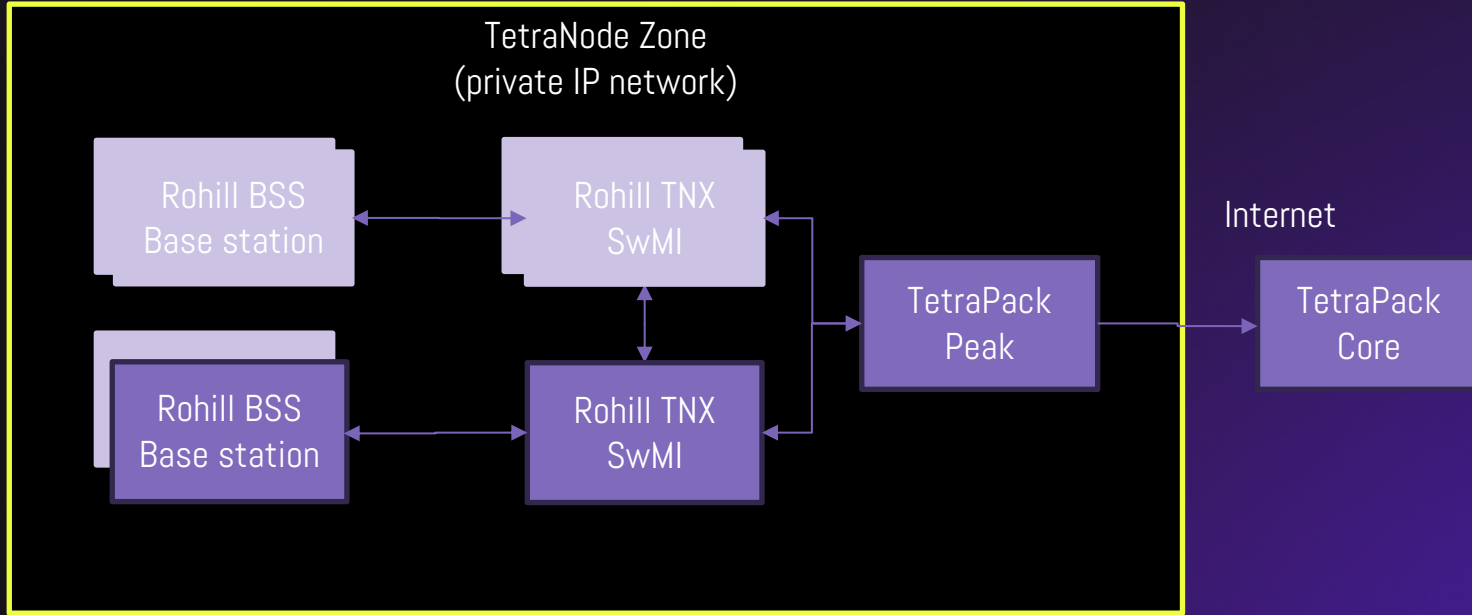 TetraNode Zone
(private IP network)
Rohill BSS
Base station
Rohill TNX
SwMI
Internet
TetraPack
Peak
TetraPack
Core
Rohill BSS
Base station
Rohill TNX
SwMI